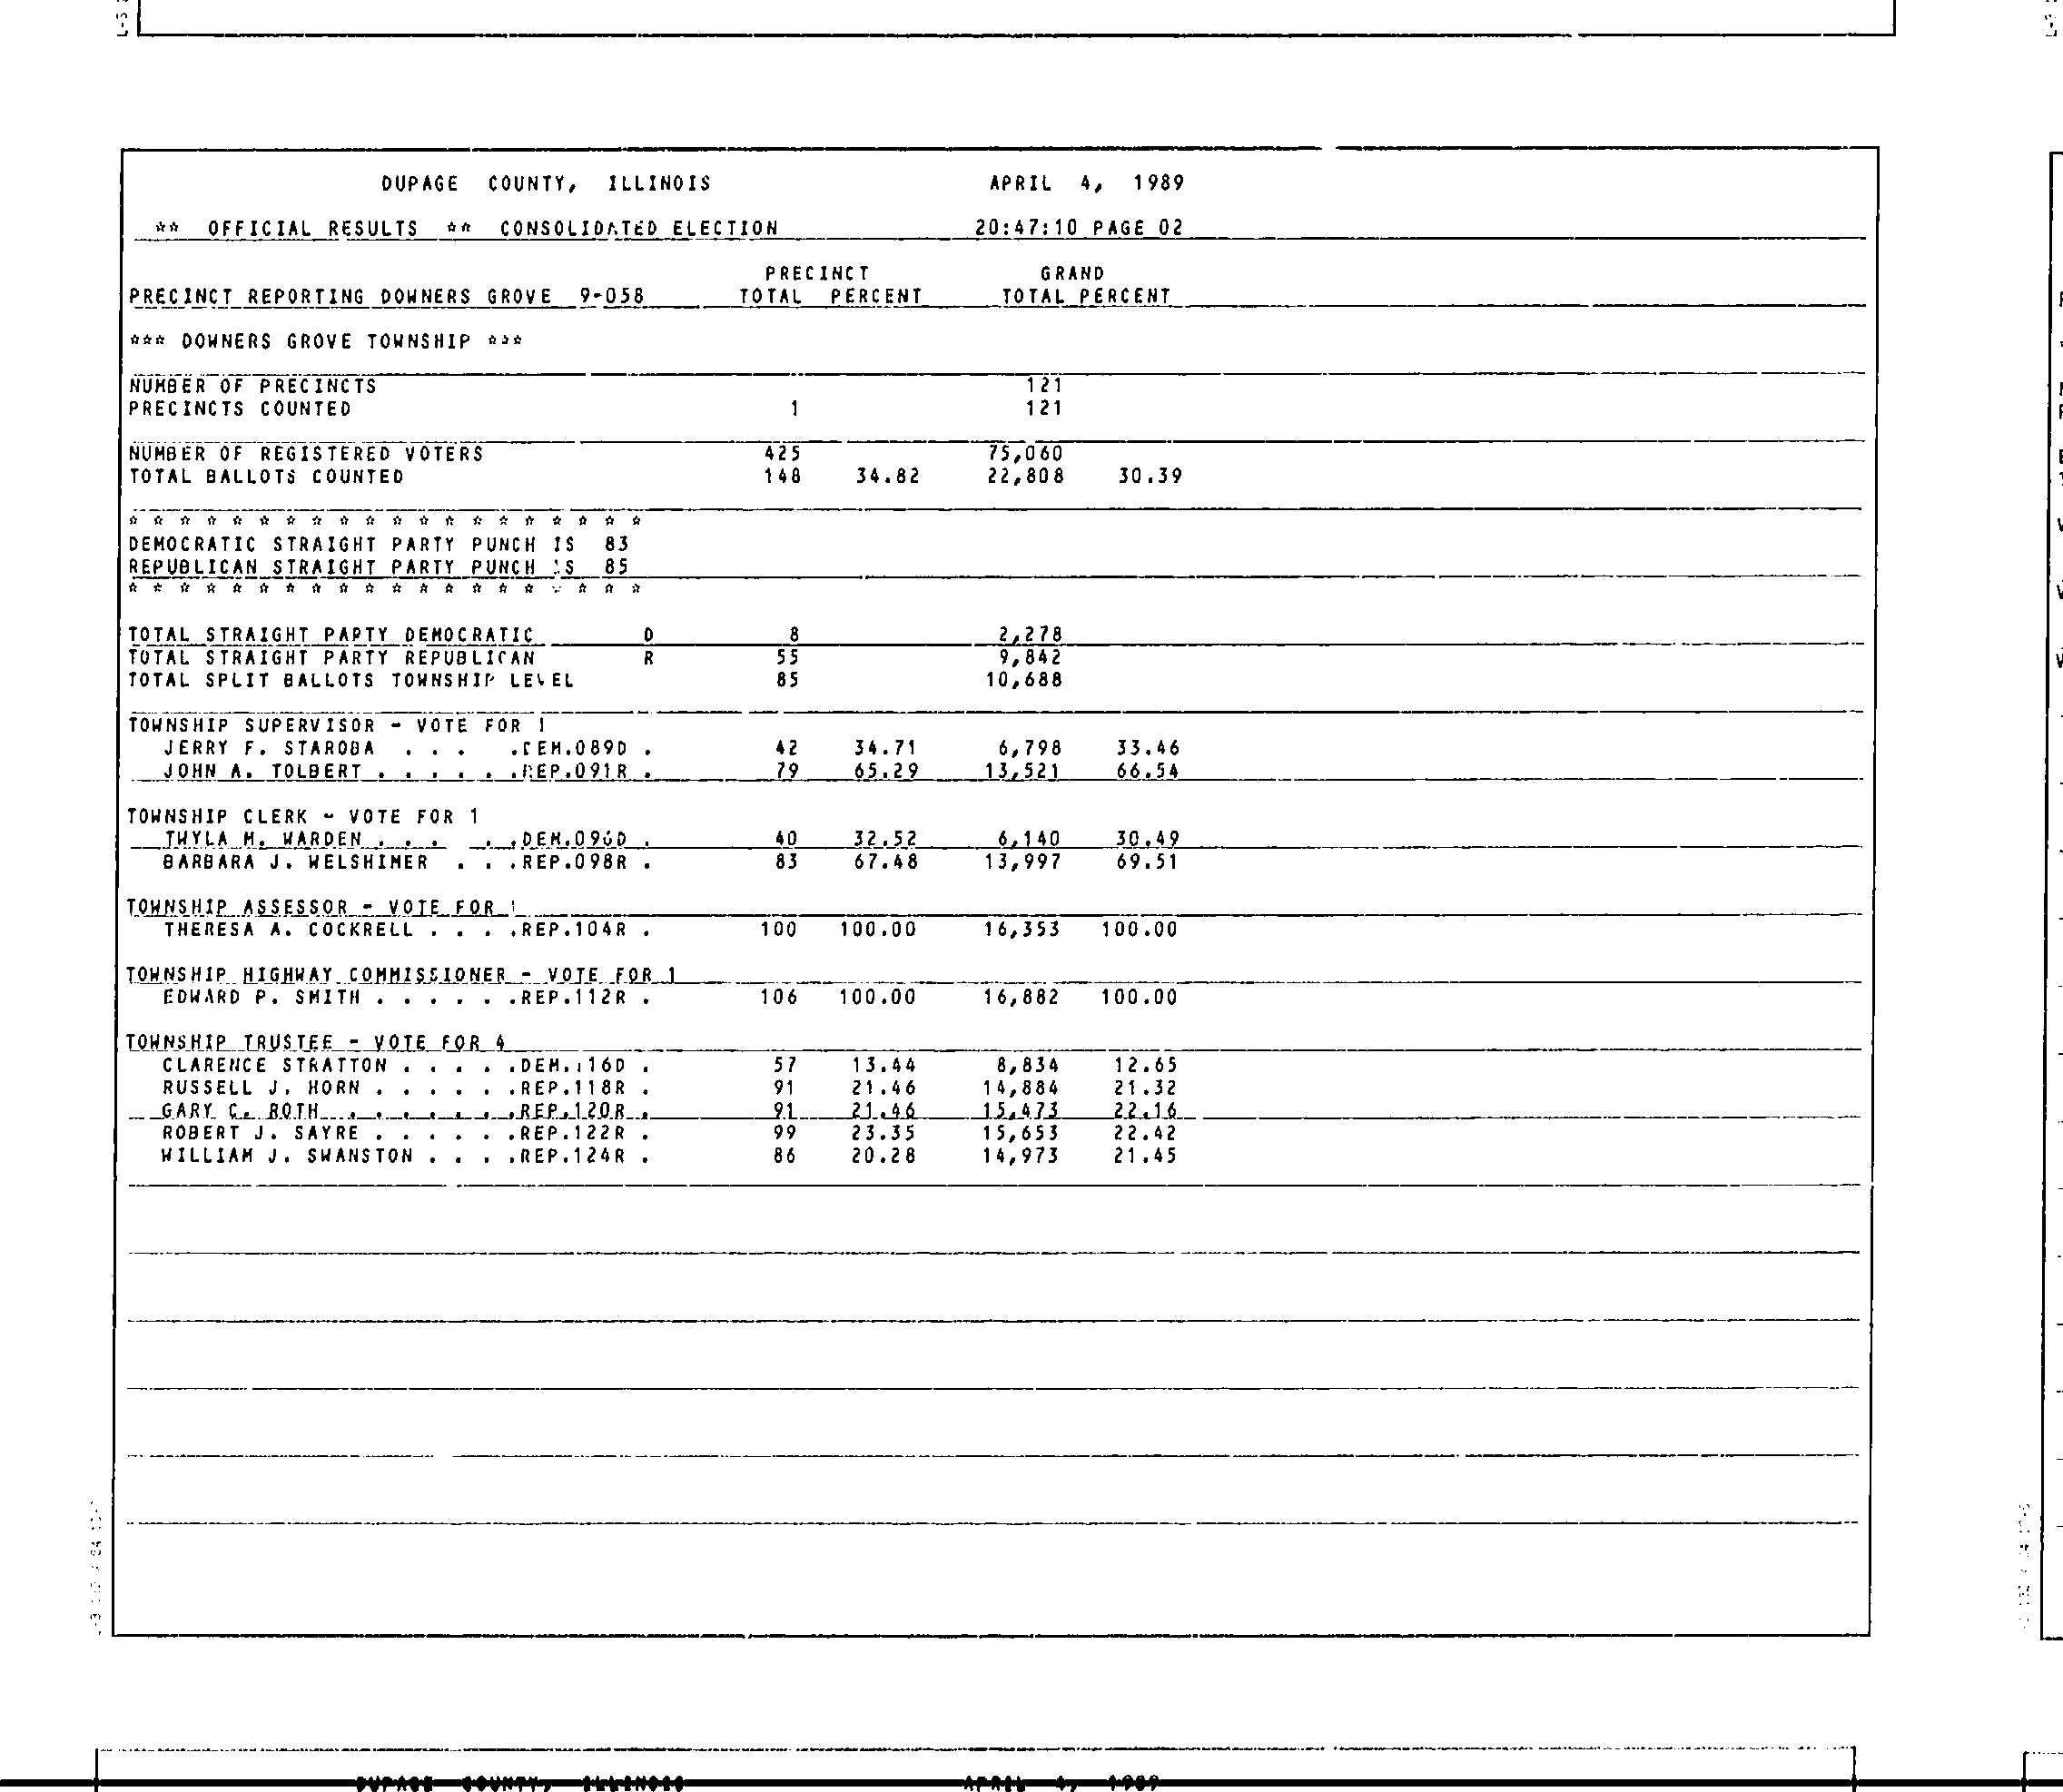 DUPAGE COUNTY, ILLINOIS APRIL 4, 1989
** OFFICIAL RESULTS ** CONSOLIDATED ELECTION 20:47:10 PAGE 02
PRECINCT GRAND
PRECINCT REPORTING DOWNERS GROVE 9-058 TOTAL PERCENT TOTAL PERCENT
*** DOWNERS GROVE TOWNSHIP ***
NUMBER OF PRECINCTS 121
PRECINCTS COUNTED 1 121
NUMBER OF REGISTERED VOTERS 425 75,060
TOTAL BALLOTS COUNTED 148 34.82 22,808 30.39
* * * * * * * * * * * * * * * * * * * *
DEMOCRATIC STRAIGHT PARTY PUNCH IS 83
REPUBLICAN STRAIGHT PARTY PUNCH IS 85
* * * * * * * * * * * * * * * * * * * *
TOTAL STRAIGHT PARTY DEMOCRATIC D 8 2,278
TOTAL STRAIGHT PARTY REPUBLICAN R 55 9,842
TOTAL SPLIT BALLOTS TOWNSHIP LEVEL 85 10,688
TOWNSHIP SUPERVISOR - VOTE FOR 1
JERRY F. STAROBA . . . .DEM.089D . 42 34.71 6,798 33.46
JOHN A. TOLBERT . . . . . .REP.091R . 79 65.29 13,521 66.54
TOWNSHIP CLERK - VOTE FOR 1
TWYLA M. WARDEN . . . . .DEM.096D . 40 32.52 6,140 30.49
BARBARA J. WELSHIMER . . .REP.098R . 83 67.48 13,997 69.51
TOWNSHIP ASSESSOR - VOTE FOR 1
THERESA A. COCKRELL . . . .REP.104R . 100 100.00 16,353 100.00
TOWNSHIP HIGHWAY COMMISSIONER - VOTE FOR 1
EDWARD P. SMITH . . . . . .REP.112R . 106 100.00 16,882 100.00
TOWNSHIP TRUSTEE - VOTE FOR 4
CLARENCE STRATTON . . . . .DEM.116D . 57 13.44 8,834 12.65
RUSSELL J. HORN . . . . . .REP.118R . 91 21.46 14,884 21.32
GARY C. ROTH . . . . . . .REP.120R . 91 21.46 15,473 22.16
ROBERT J. SAYRE . . . . . .REP.122R . 99 23.35 15,653 22.42
WILLIAM J. SWANSTON . . . .REP.124R . 86 20.28 14,973 21.45
DUPAGE COUNTY, ILLINOIS APRIL 4, 1989